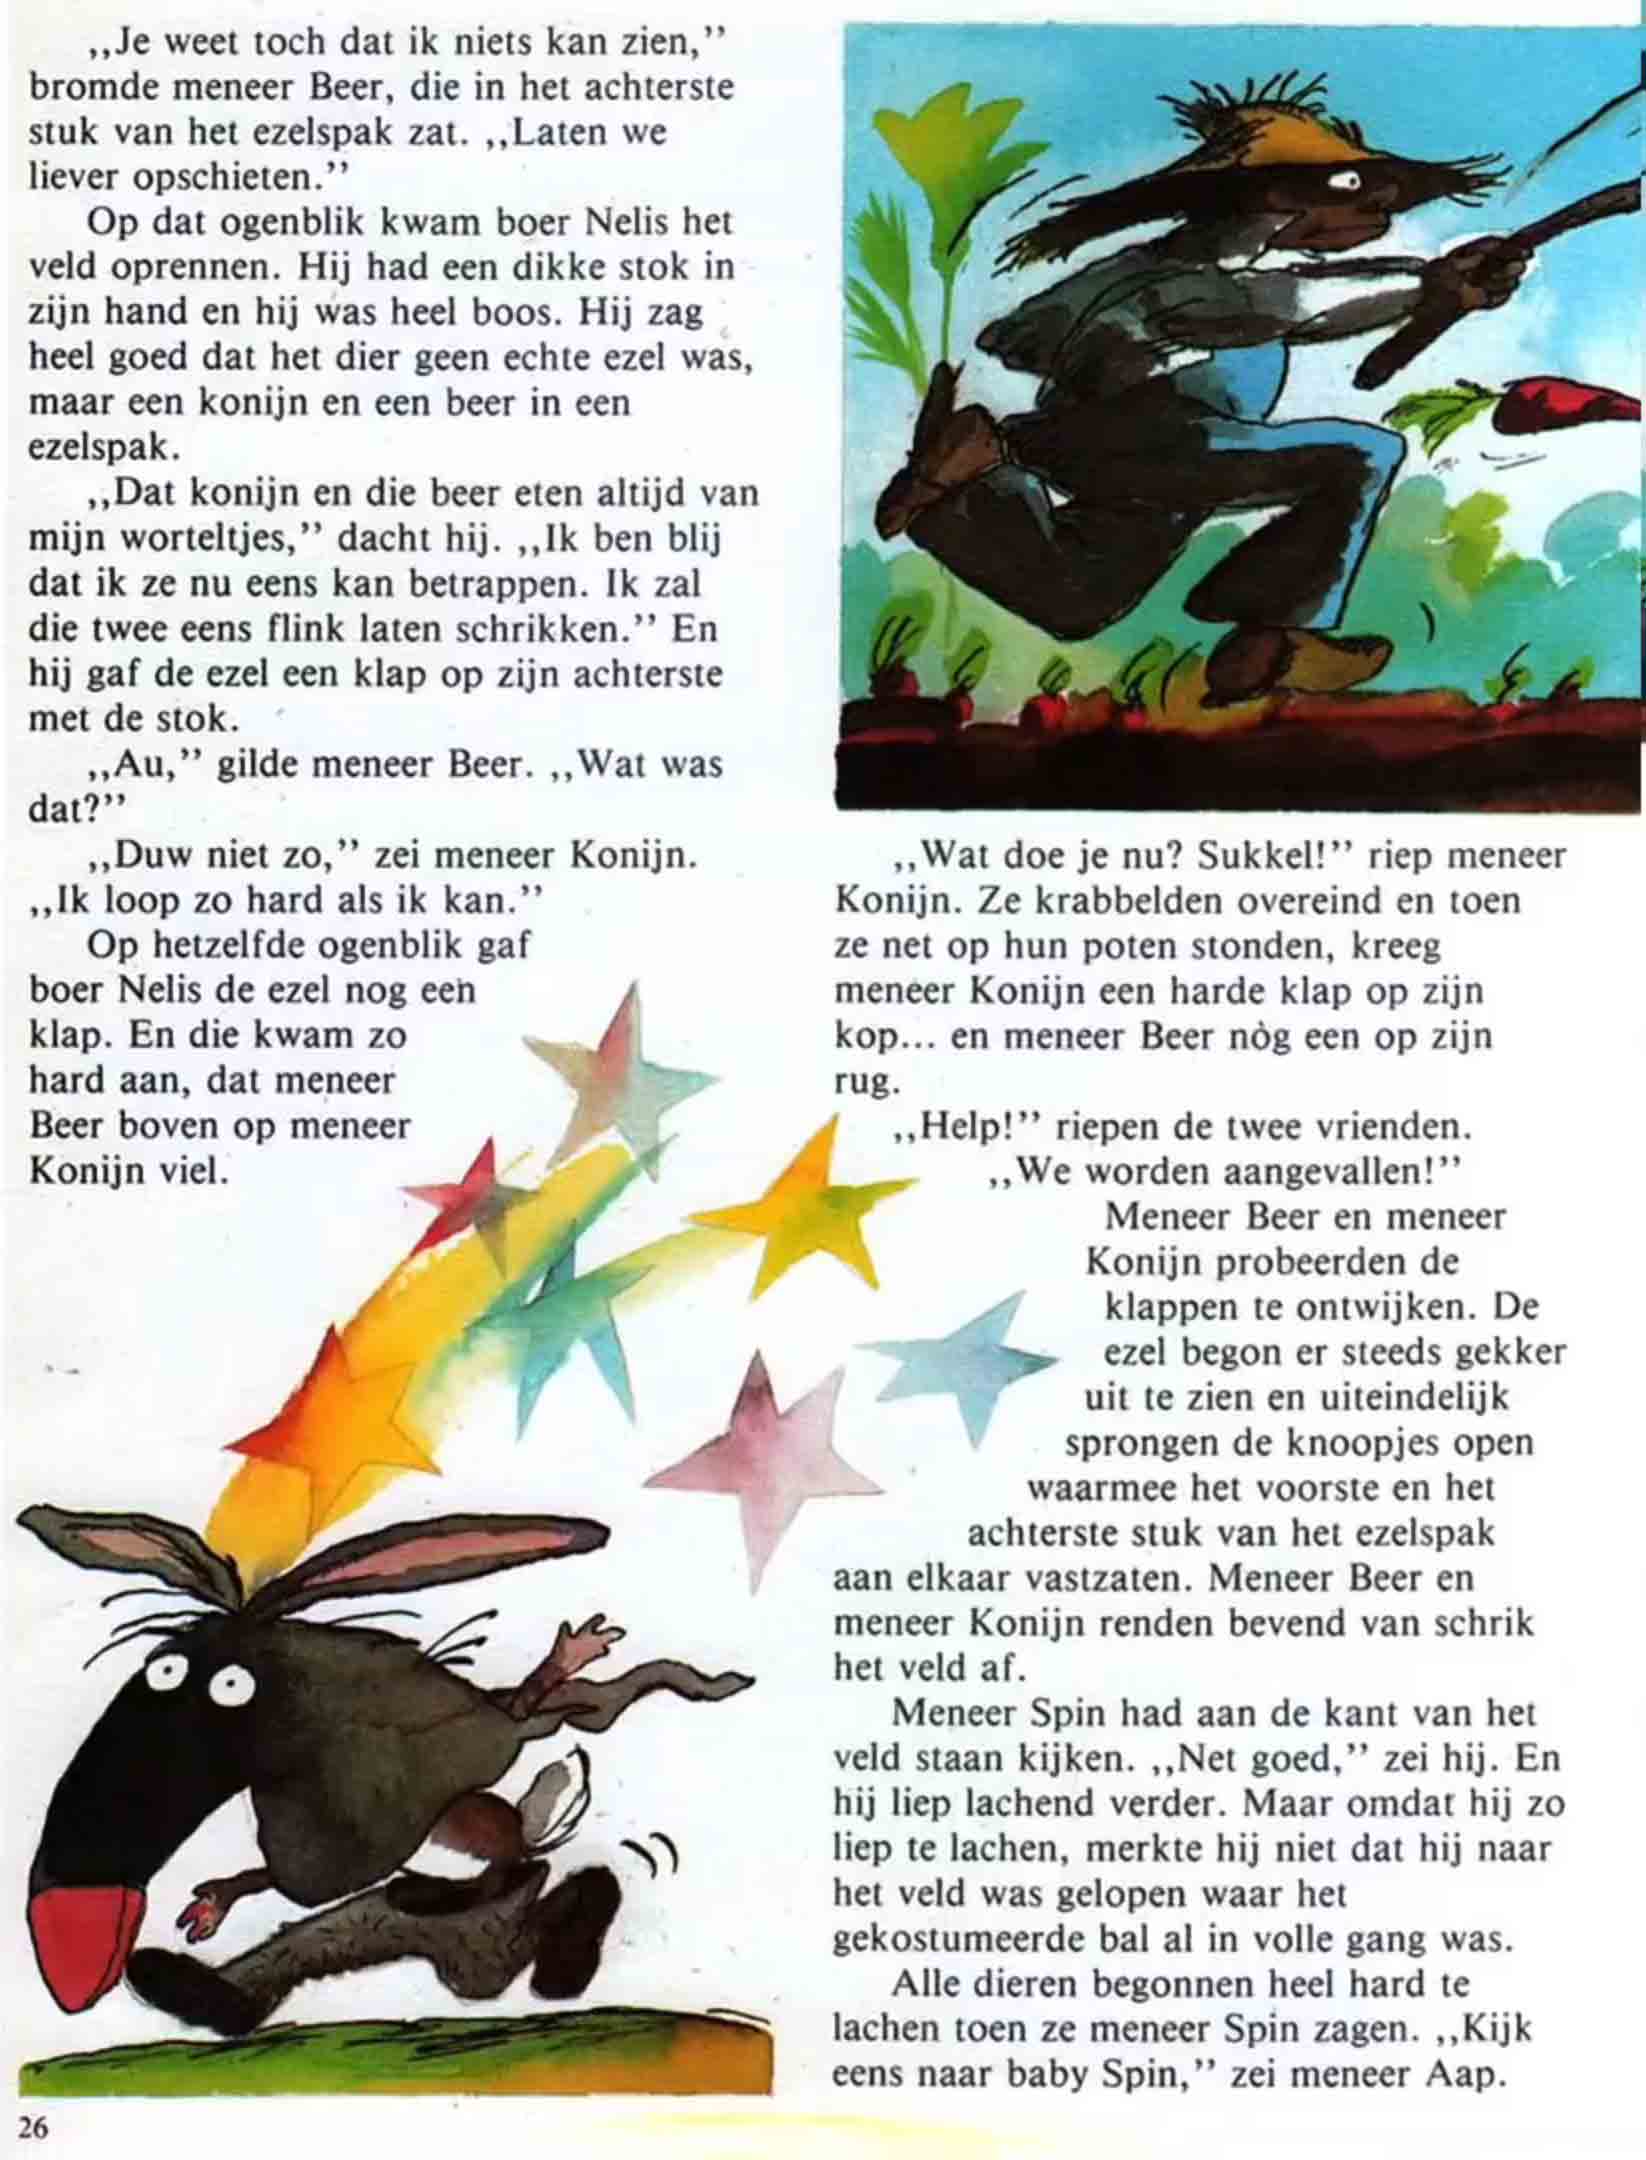 ,,Je weet toch dat ik niets kan zien,’’
bromde meneer Beer, die in het achterste
stuk van het ezelspak zat. ,,Laten we
liever opschieten.’’
Op dat ogenblik kwam boer Nelis het
veld oprennen. Hij had een dikke stok in
zijn hand en hij was heel boos. Hij zag
heel goed dat het dier geen echte ezel was,
maar een konijn en een beer in een
ezelspak.
,,Dat konijn en die beer eten altijd van
mijn worteltjes,’’ dacht hij. ,,Ik ben blij
dat ik ze nu eens kan betrappen. Ik zal
die twee eens flink laten schrikken.’’ En
hij gaf de ezel een klap op zijn achterste
met de stok.
,,Au,’’ gilde meneer Beer. ,,Wat was
dat?’’
,,Duw niet zo,’’ zei meneer Konijn.
,,Ik loop zo hard als ik kan.’’
Op hetzelfde ogenblik gaf
boer Nelis de ezel nog een
klap. En die kwam zo
hard aan, dat meneer
Beer boven op meneer
Konijn viel.
,,Wat doe je nu? Sukkel!’’ riep meneer
Konijn. Ze krabbelden overeind en toen
ze net op hun poten stonden, kreeg
meneer Konijn een harde klap op zijn
kop... en meneer Beer nòg een op zijn
rug.
,,Help!’’ riepen de twee vrienden.
,,We worden aangevallen!’’
Meneer Beer en meneer
Konijn probeerden de
klappen te ontwijken. De
ezel begon er steeds gekker
uit te zien en uiteindelijk
sprongen de knoopjes open
waarmee het voorste en het
achterste stuk van het ezelspak
aan elkaar vastzaten. Meneer Beer en
meneer Konijn renden bevend van schrik
het veld af.
Meneer Spin had aan de kant van het
veld staan kijken. ,,Net goed,’’ zei hij. En
hij liep lachend verder. Maar omdat hij zo
liep te lachen, merkte hij niet dat hij naar
het veld was gelopen waar het
gekostumeerde bal al in volle gang was.
Alle dieren begonnen heel hard te
lachen toen ze meneer Spin zagen. ,,Kijk
eens naar baby Spin,’’ zei meneer Aap.
26